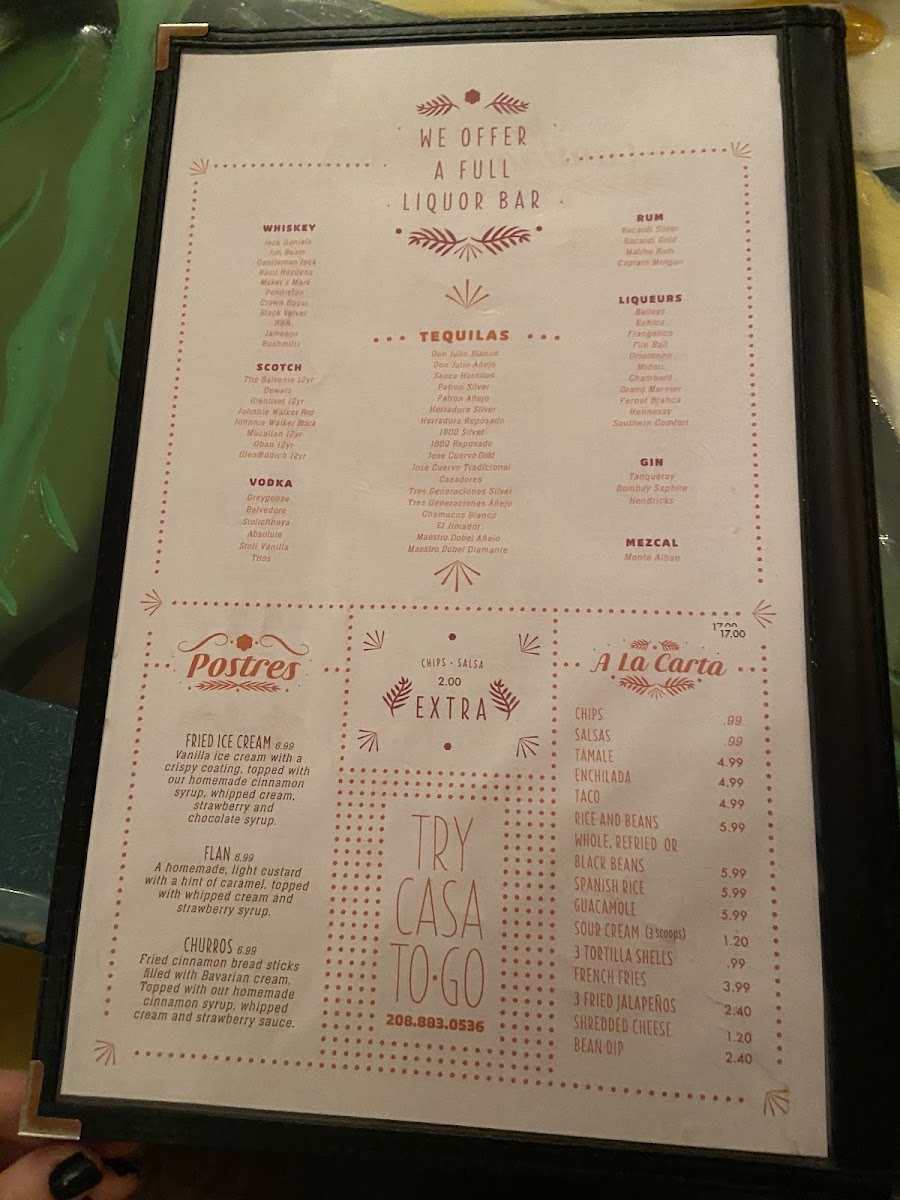 WE OFFER
A FULL
LIQUOR BAR
WHISKEY
Jack Daniels
Jim Beam
Gentleman Jack
Basil Haydens
Maker's Mark
Pendleton
Crown Royal
Black Velvet
R&R
Jameson
Bushmills
SCOTCH
The Balvenie 12yr
Dewars
Glenlivet 12yr
Johnnie Walker Red
Johnnie Walker Black
Macallan 12yr
Oban 12yr
Glenfiddich 12yr
VODKA
Greygoose
Belvedere
Stolichnaya
Absolute
Stoli Vanilla
Titos
TEQUILAS
Don Julio Blanco
Don Julio Añejo
Sauza Hornitos
Patron Silver
Patron Añejo
Herradura Silver
Herradura Reposado
1800 Silver
1800 Reposado
Jose Cuervo Gold
Jose Cuervo Tradicional
Cazadores
Tres Generaciones Silver
Tres Generaciones Añejo
Chamucus Blanco
El Jimador
Maestro Dobel Añejo
Maestro Dobel Diamante
RUM
Bacardi Silver
Bacardi Gold
Malibu Rum
Captain Morgan
LIQUEURS
Baileys
Kahlua
Frangelico
Fire Ball
Disaronno
Midori
Chambord
Grand Marnier
Fernet Branca
Hennessy
Southern Comfort
GIN
Tanqueray
Bombay Saphire
Hendricks
MEZCAL
Monte Alban
Postres
FRIED ICE CREAM 6.99
Vanilla ice cream with a
crispy coating, topped with
our homemade cinnamon
syrup, whipped cream,
strawberry and
chocolate syrup.
FLAN 6.99
A homemade, light custard
with a hint of caramel, topped
with whipped cream and
strawberry syrup.
CHURROS 6.99
Fried cinnamon bread sticks
filled with Bavarian cream.
Topped with our homemade
cinnamon syrup, whipped
cream and strawberry sauce.
CHIPS • SALSA
2.00
EXTRA
TRY
CASA
TO•GO
208.883.0536
17.00
17.00
A La Carta
CHIPS .99
SALSAS .99
TAMALE 4.99
ENCHILADA 4.99
TACO 4.99
RICE AND BEANS 5.99
WHOLE, REFRIED OR
BLACK BEANS 5.99
SPANISH RICE 5.99
GUACAMOLE 5.99
SOUR CREAM (3 scoops) 1.20
3 TORTILLA SHELLS .99
FRENCH FRIES 3.99
3 FRIED JALAPEÑOS 2.40
SHREDDED CHEESE 1.20
BEAN DIP 2.40